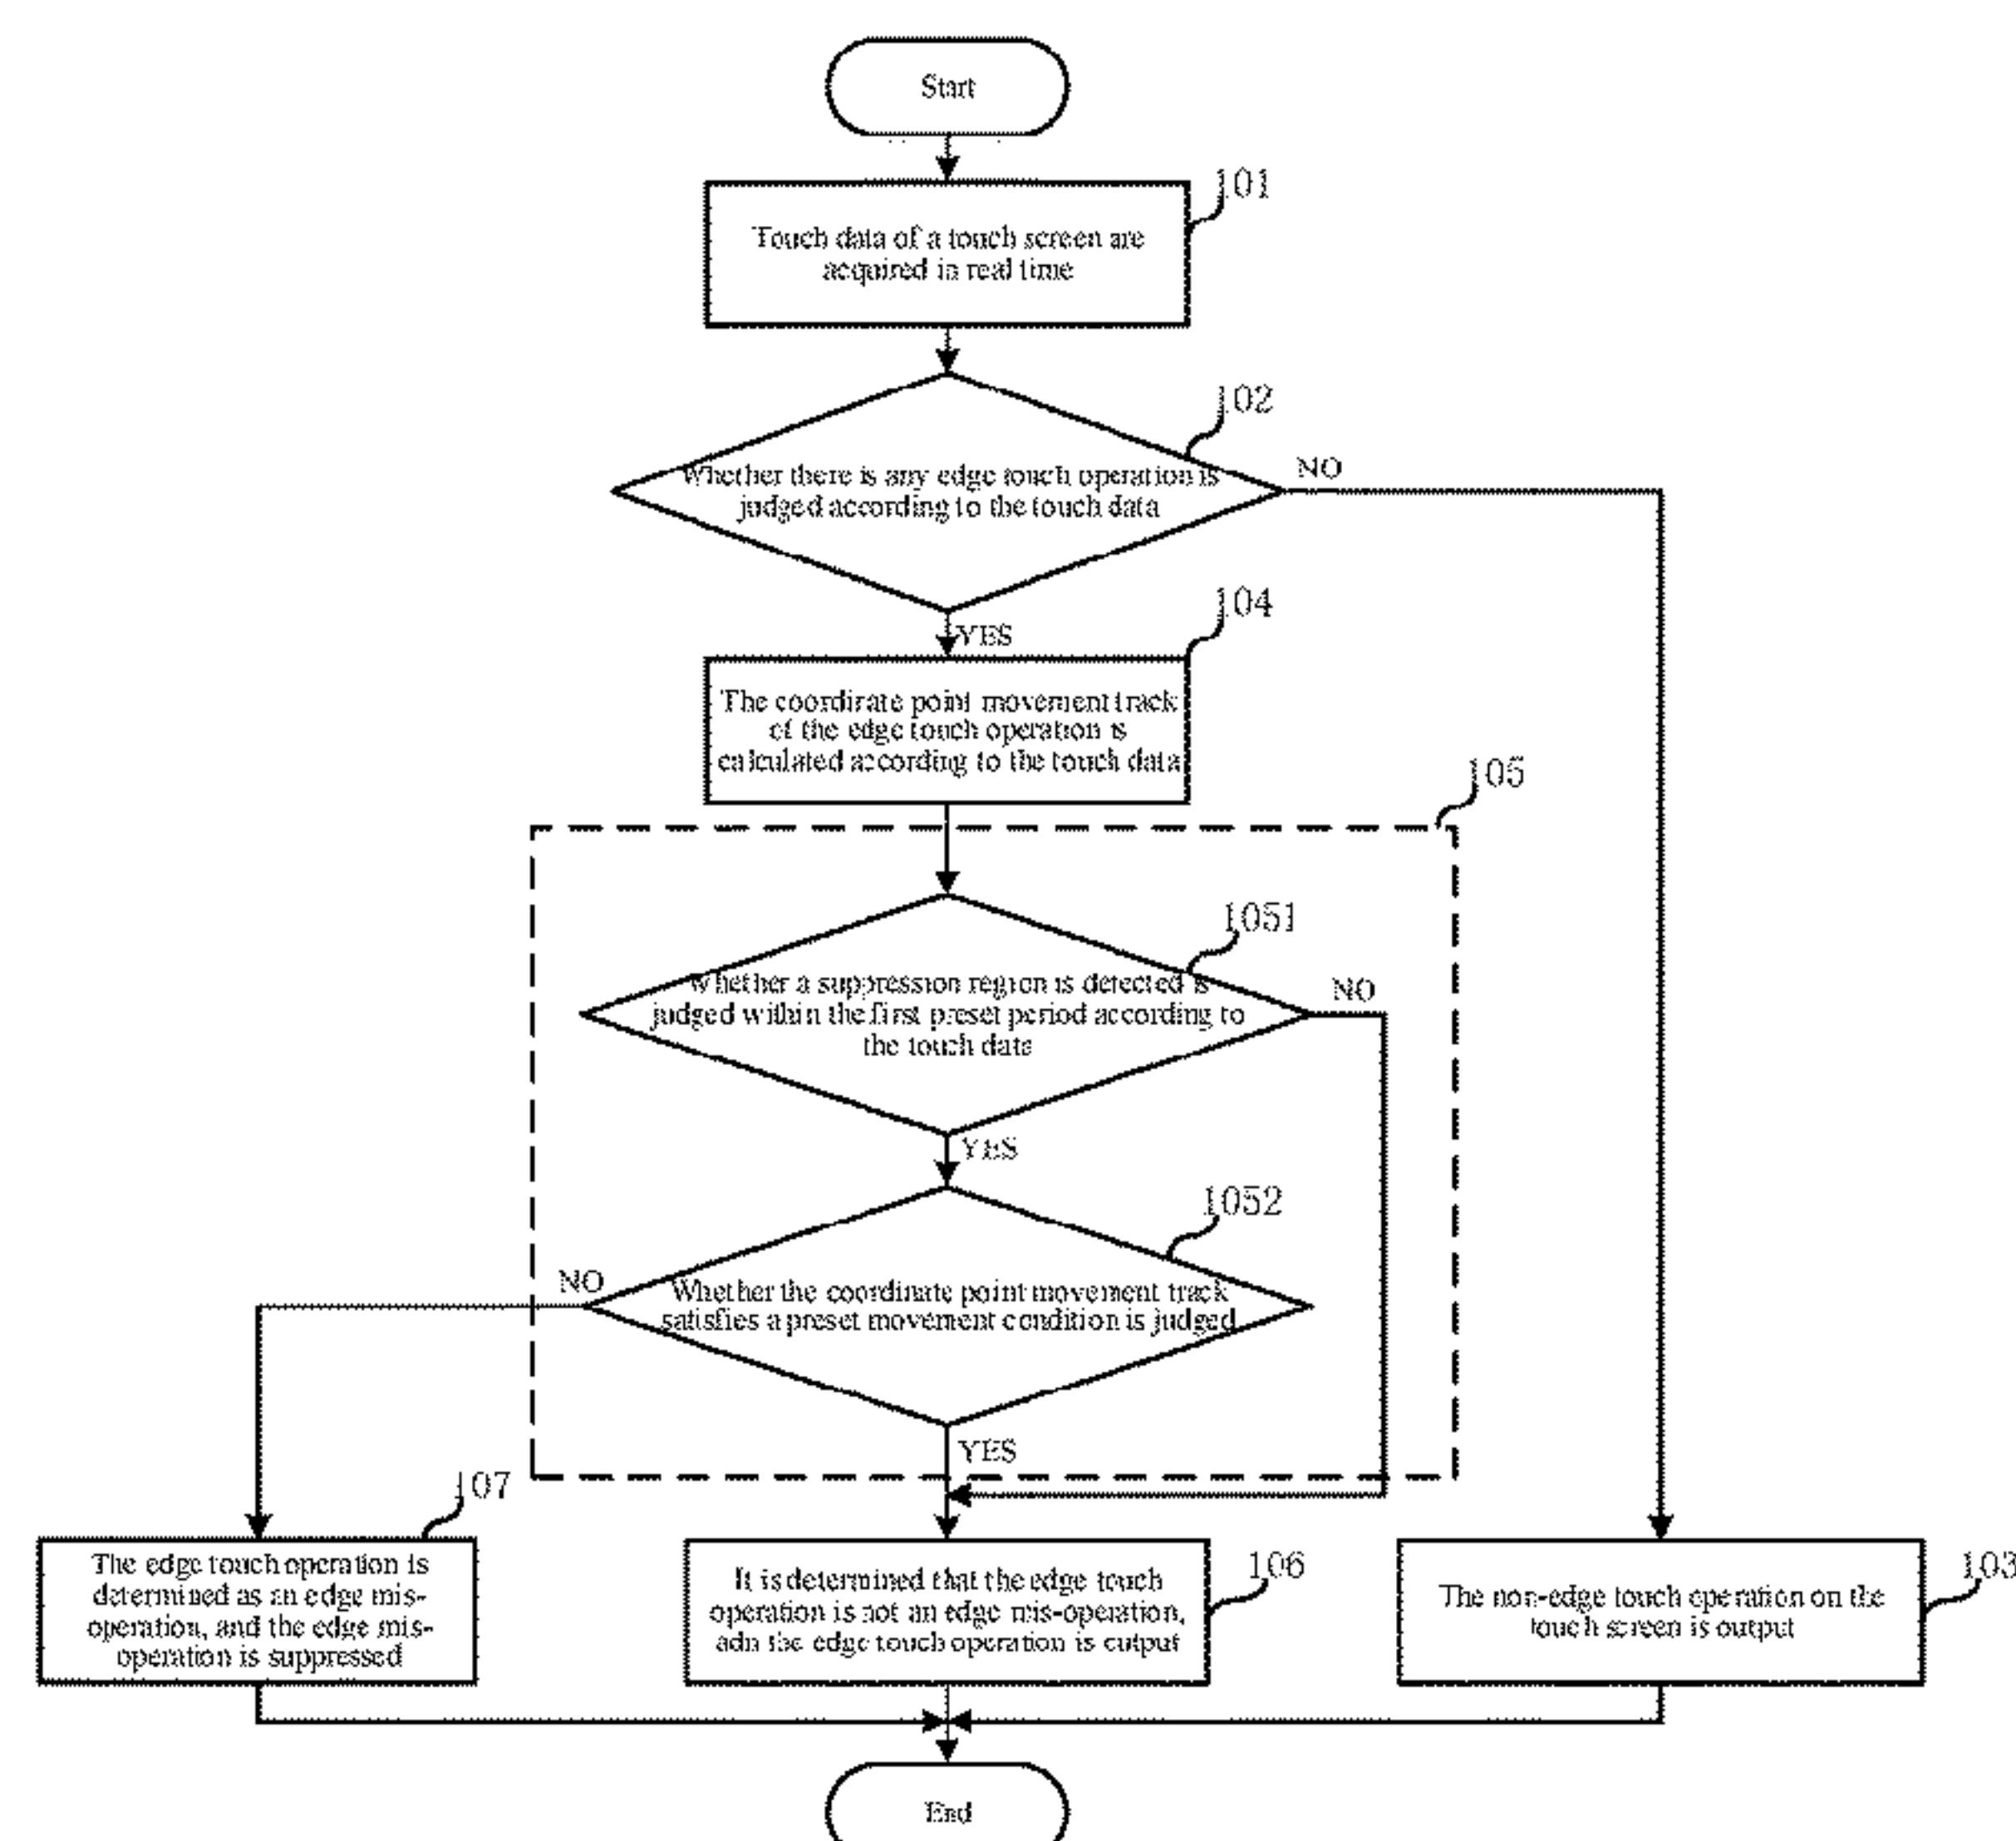 Start
101
Touch data of a touch screen are
acquired in real time
102
Whether there is any edge touch operation is
judged according to the touch data
NO
YES
104
The coordinate point movement track
of the edge touch operation is
calculated according to the touch data
105
1051
Whether a suppression region is detected is
judged within the first preset period according to
the touch data
NO
YES
1052
Whether the coordinate point movement track
satisfies a preset movement condition is judged
NO
YES
107
The edge touch operation is
determined as an edge mis-
operation, and the edge mis-
operation is suppressed
106
It is determined that the edge touch
operation is not an edge mis-operation,
adn the edge touch operation is output
103
The non-edge touch operation on the
touch screen is output
End